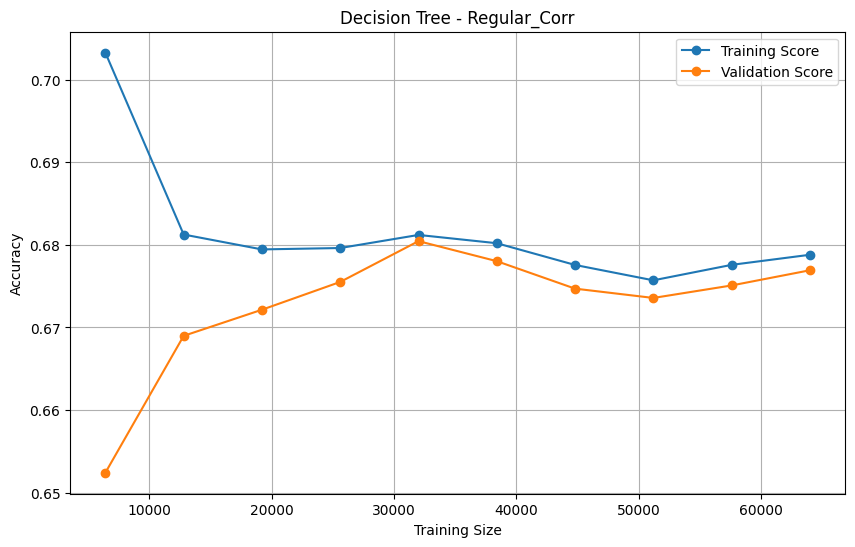 Decision Tree - Regular_Corr
Training Score
Validation Score
Accuracy
0.70
0.69
0.68
0.67
0.66
0.65
10000
20000
30000
40000
50000
60000
Training Size